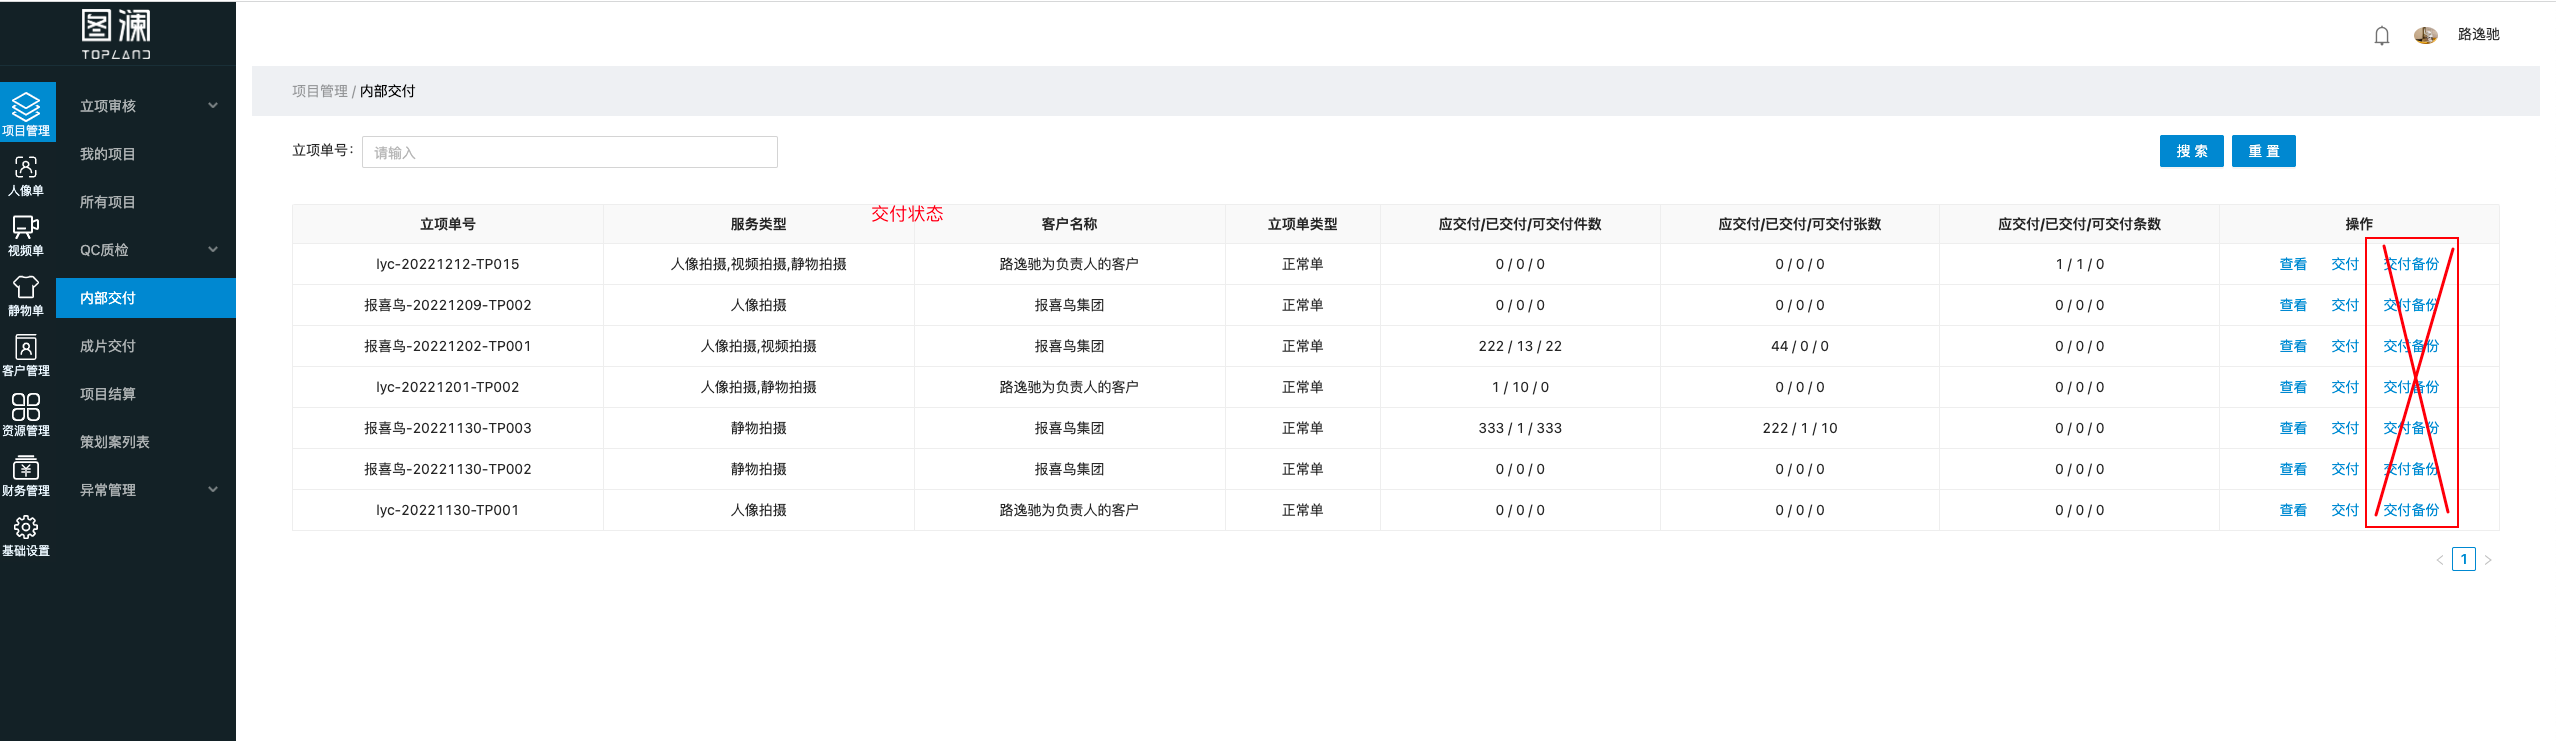 图澜
TOPLAND
路逸驰
项目管理
人像单
视频单
静物单
客户管理
资源管理
财务管理
基础设置
立项审核
我的项目
所有项目
QC质检
内部交付
成片交付
项目结算
策划案列表
异常管理
项目管理 / 内部交付
立项单号: 请输入 搜 索 重 置
交付状态
立项单号 服务类型 客户名称 立项单类型 应交付/已交付/可交付件数 应交付/已交付/可交付张数 应交付/已交付/可交付条数 操作
lyc-20221212-TP015 人像拍摄,视频拍摄,静物拍摄 路逸驰为负责人的客户 正常单 0 / 0 / 0 0 / 0 / 0 1 / 1 / 0 查看 交付 交付备份
报喜鸟-20221209-TP002 人像拍摄 报喜鸟集团 正常单 0 / 0 / 0 0 / 0 / 0 0 / 0 / 0 查看 交付 交付备份
报喜鸟-20221202-TP001 人像拍摄,视频拍摄 报喜鸟集团 正常单 222 / 13 / 22 44 / 0 / 0 0 / 0 / 0 查看 交付 交付备份
lyc-20221201-TP002 人像拍摄,静物拍摄 路逸驰为负责人的客户 正常单 1 / 10 / 0 0 / 0 / 0 0 / 0 / 0 查看 交付 交付备份
报喜鸟-20221130-TP003 静物拍摄 报喜鸟集团 正常单 333 / 1 / 333 222 / 1 / 10 0 / 0 / 0 查看 交付 交付备份
报喜鸟-20221130-TP002 静物拍摄 报喜鸟集团 正常单 0 / 0 / 0 0 / 0 / 0 0 / 0 / 0 查看 交付 交付备份
lyc-20221130-TP001 人像拍摄 路逸驰为负责人的客户 正常单 0 / 0 / 0 0 / 0 / 0 0 / 0 / 0 查看 交付 交付备份
< 1 >